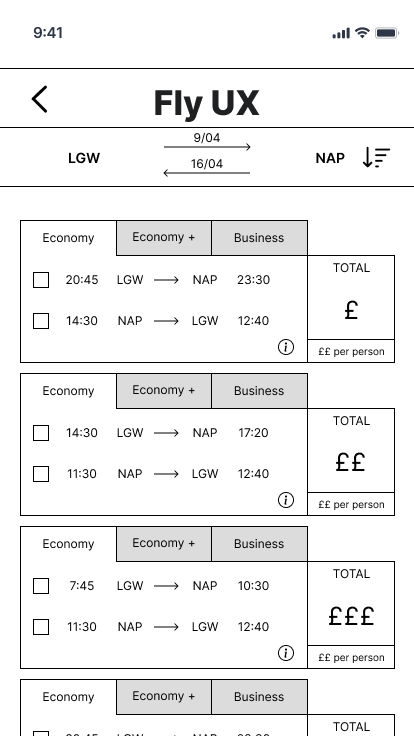 9:41
Fly UX
9/04
LGW NAP
16/04
Economy Economy + Business
20:45 LGW NAP 23:30
14:30 NAP LGW 12:40
TOTAL
£
££ per person
Economy Economy + Business
14:30 LGW NAP 17:20
11:30 NAP LGW 12:40
TOTAL
££
££ per person
Economy Economy + Business
7:45 LGW NAP 10:30
11:30 NAP LGW 12:40
TOTAL
£££
££ per person
Economy Economy + Business
TOTAL